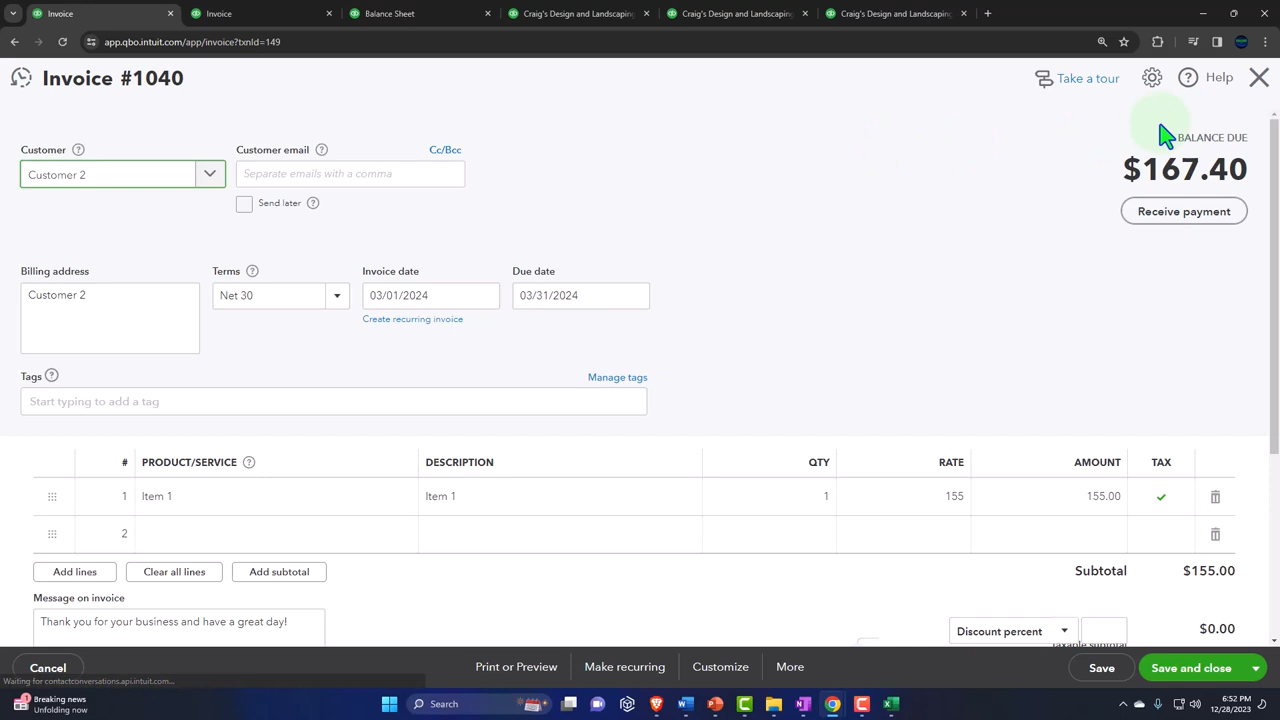 Invoice
Invoice
Balance Sheet
Craig's Design and Landscaping
Craig's Design and Landscaping
Craig's Design and Landscaping
app.qbo.intuit.com/app/invoice?txnId=149
Invoice #1040
Take a tour
Help
BALANCE DUE
$167.40
Receive payment
Customer
Customer email
Cc/Bcc
Customer 2
Separate emails with a comma
Send later
Billing address
Terms
Invoice date
Due date
Customer 2
Net 30
03/01/2024
03/31/2024
Create recurring invoice
Tags
Manage tags
Start typing to add a tag
# PRODUCT/SERVICE DESCRIPTION QTY RATE AMOUNT TAX
1 Item 1 Item 1 1 155 155.00
2
Add lines
Clear all lines
Add subtotal
Subtotal $155.00
Message on invoice
Thank you for your business and have a great day!
Discount percent
$0.00
Taxable subtotal
Cancel
Print or Preview
Make recurring
Customize
More
Save
Save and close
Waiting for contactconversations.api.intuit.com...
1
Breaking news
Unfolding now
Search
6:52 PM
12/28/2023